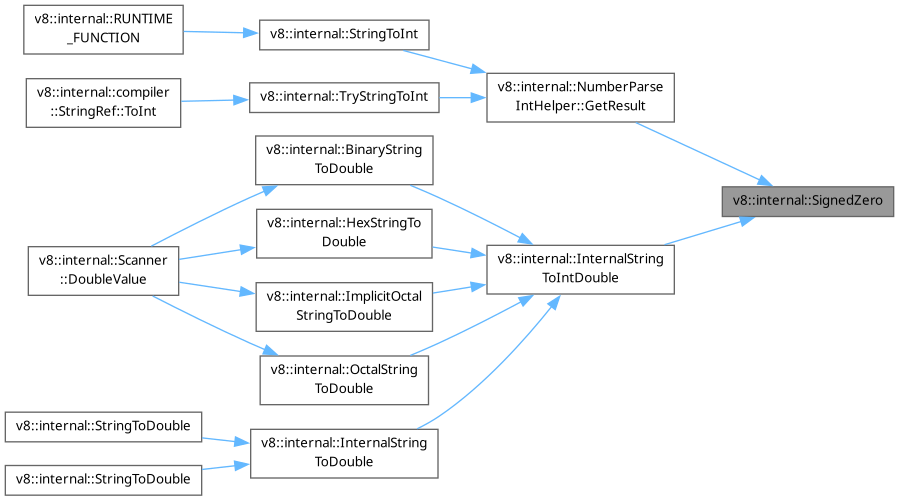 v8::internal::RUNTIME
_FUNCTION
v8::internal::StringToInt
v8::internal::compiler
::StringRef::ToInt
v8::internal::TryStringToInt
v8::internal::NumberParse
IntHelper::GetResult
v8::internal::BinaryString
ToDouble
v8::internal::SignedZero
v8::internal::HexStringTo
Double
v8::internal::Scanner
::DoubleValue
v8::internal::InternalString
ToIntDouble
v8::internal::ImplicitOctal
StringToDouble
v8::internal::OctalString
ToDouble
v8::internal::StringToDouble
v8::internal::InternalString
ToDouble
v8::internal::StringToDouble